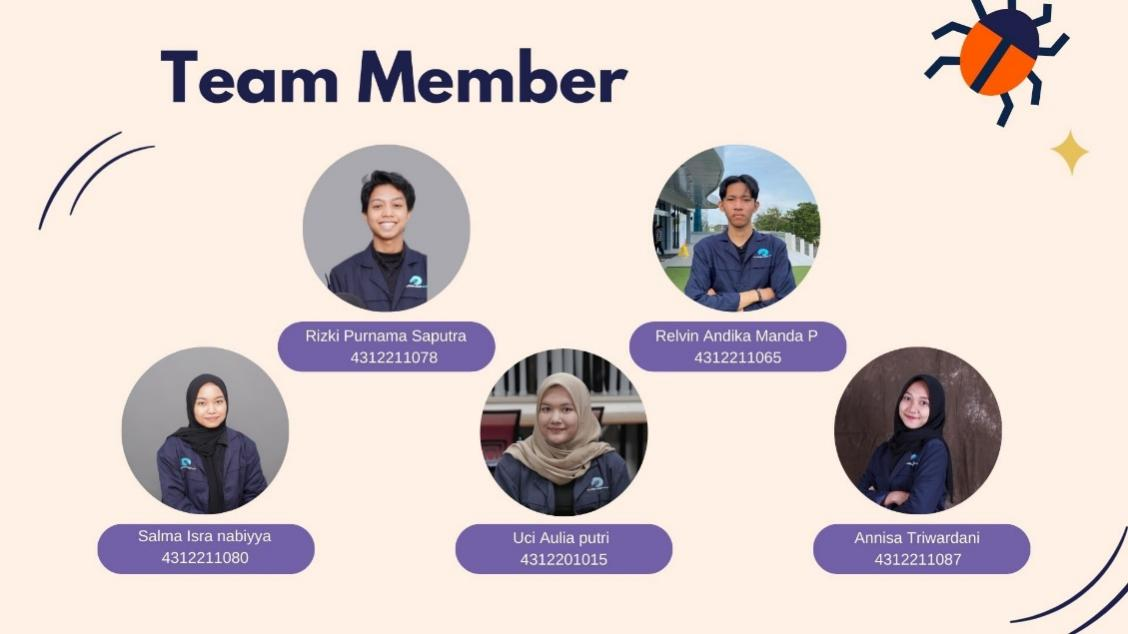 Team Member
Rizki Purnama Saputra
4312211078
Relvin Andika Manda P
4312211065
Salma Isra nabiyya
4312211080
Uci Aulia putri
4312201015
Annisa Triwardani
4312211087